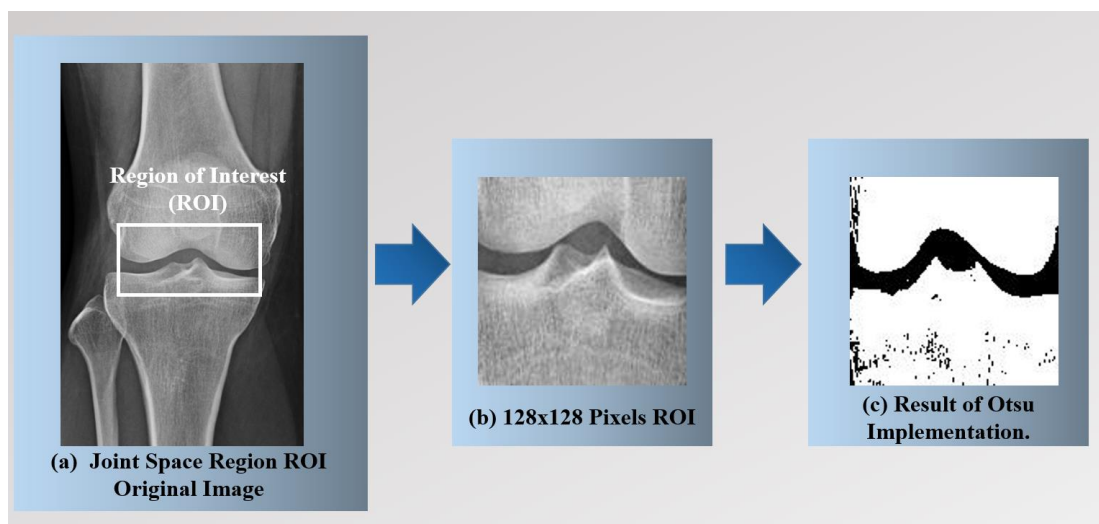 Region of Interest
(ROI)
(a) Joint Space Region ROI
Original Image
(b) 128x128 Pixels ROI
(c) Result of Otsu
Implementation.